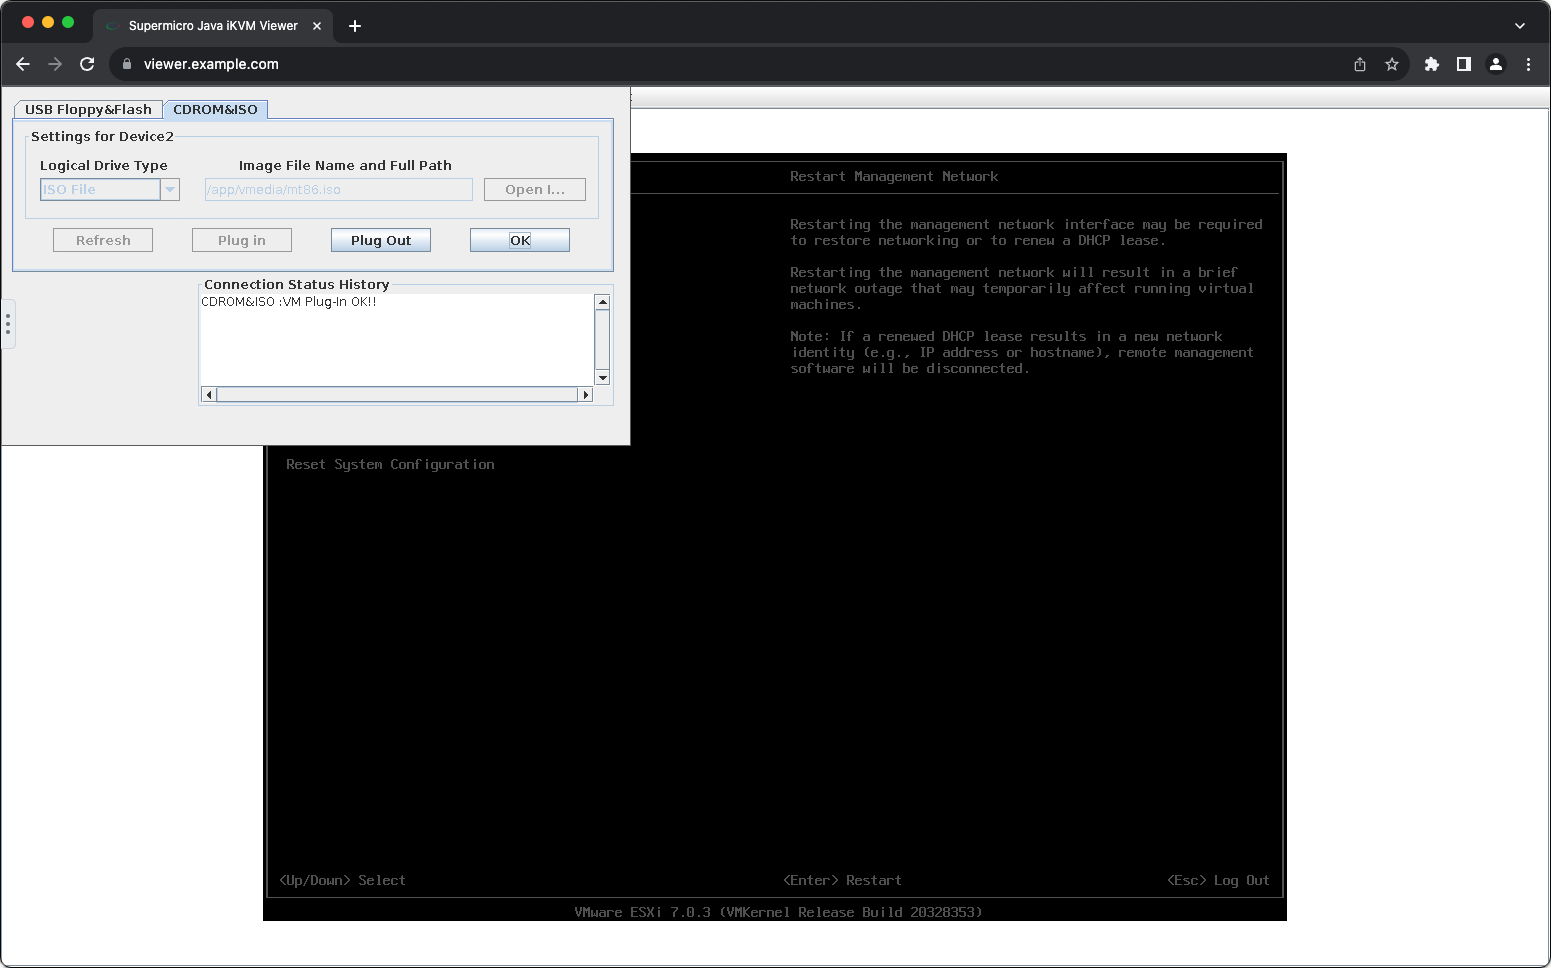 Supermicro Java iKVM Viewer
viewer.example.com
USB Floppy&Flash
CDROM&ISO
Settings for Device2
Logical Drive Type
Image File Name and Full Path
ISO File
/app/vmedia/mt86.iso
Open I...
Refresh
Plug in
Plug Out
OK
Connection Status History
CDROM&ISO :VM Plug-In OK!!
Restart Management Network
Restarting the management network interface may be required
to restore networking or to renew a DHCP lease.
Restarting the management network will result in a brief
network outage that may temporarily affect running virtual
machines.
Note: If a renewed DHCP lease results in a new network
identity (e.g., IP address or hostname), remote management
software will be disconnected.
Reset System Configuration
<Up/Down> Select
<Enter> Restart
<Esc> Log Out
VMware ESXi 7.0.3 (VMKernel Release Build 20328353)